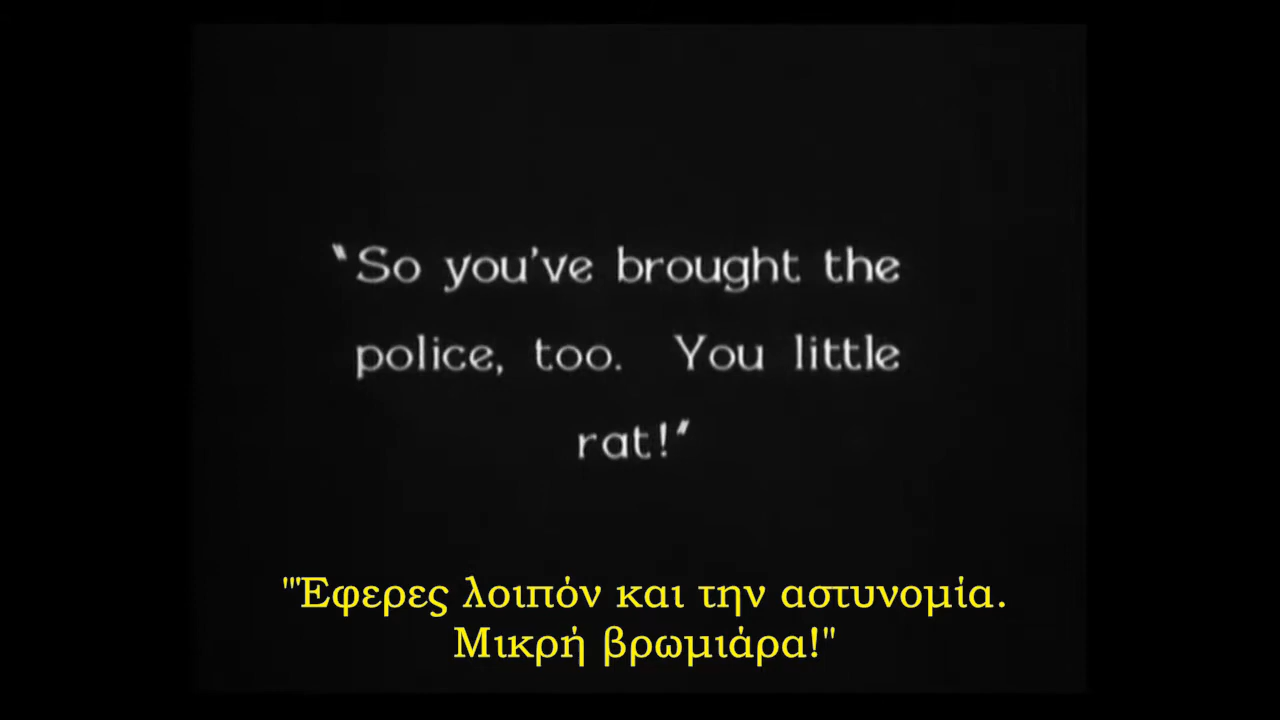 "So you've brought the
police, too. You little
rat!"
"Έφερες λοιπόν και την αστυνομία.
Μικρή βρωμιάρα!"